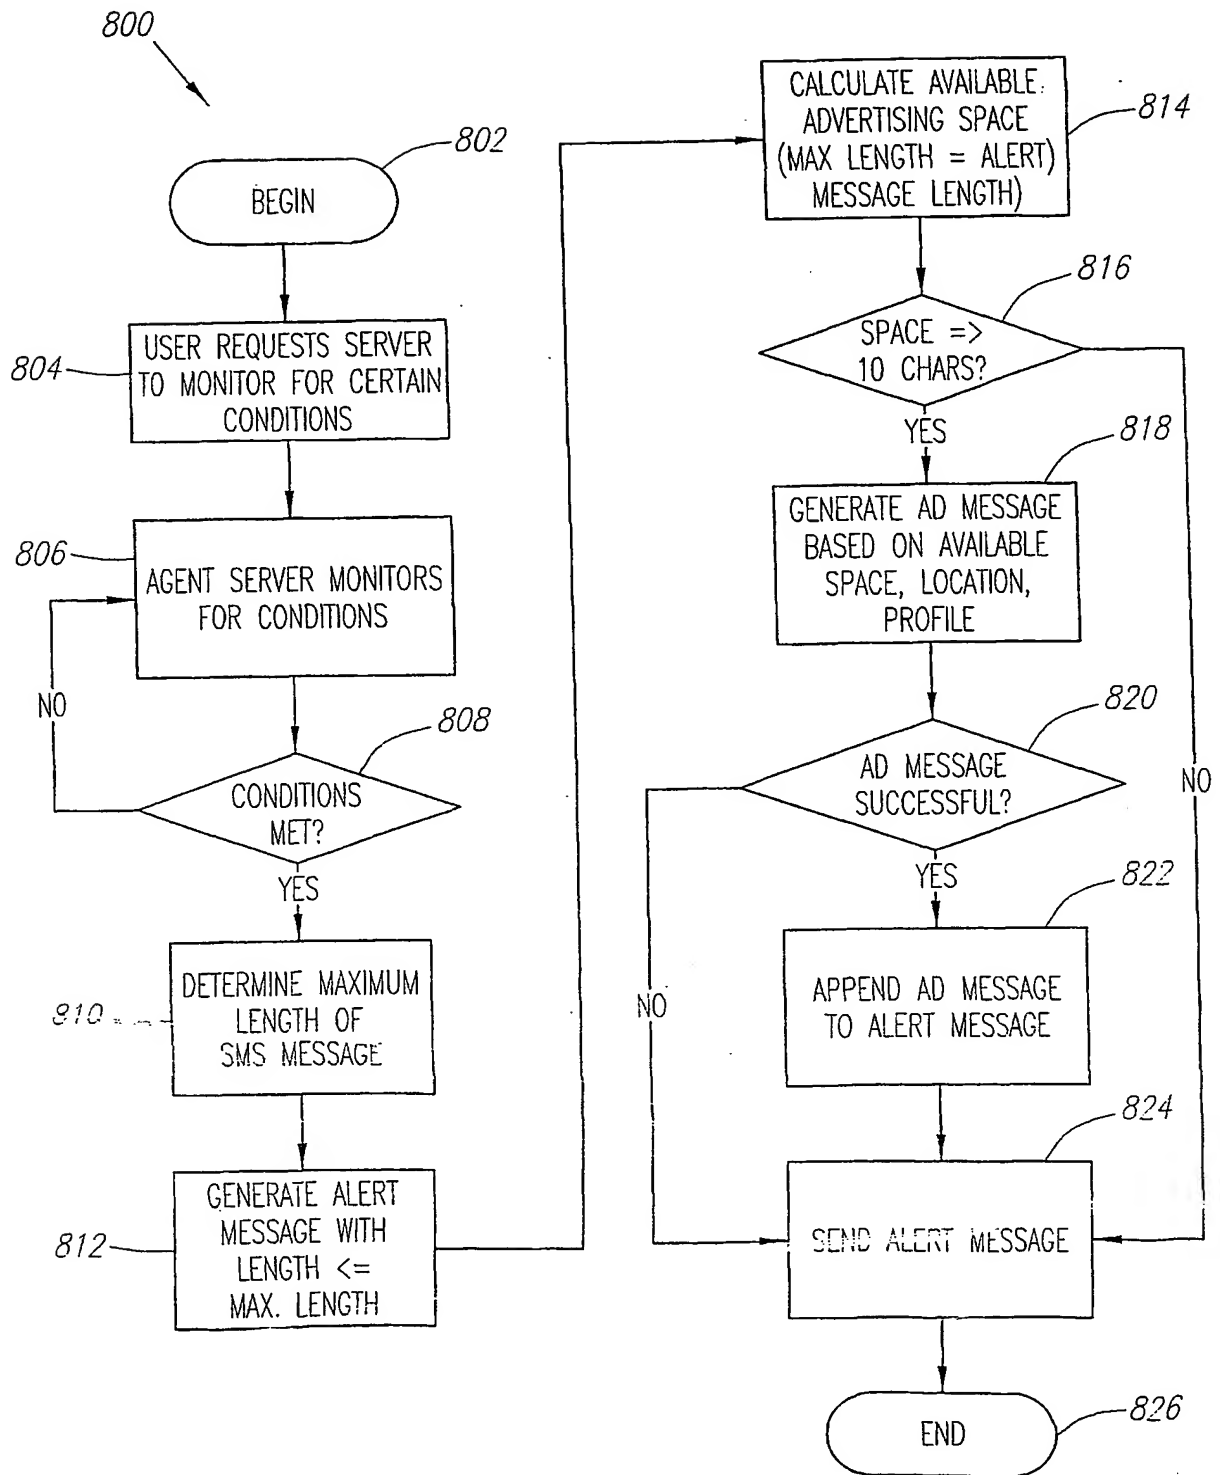 800
802
BEGIN
804
USER REQUESTS SERVER
TO MONITOR FOR CERTAIN
CONDITIONS
806
AGENT SERVER MONITORS
FOR CONDITIONS
NO
808
CONDITIONS
MET?
YES
810
DETERMINE MAXIMUM
LENGTH OF
SMS MESSAGE
812
GENERATE ALERT
MESSAGE WITH
LENGTH <=
MAX. LENGTH
CALCULATE AVAILABLE
ADVERTISING SPACE
(MAX LENGTH = ALERT)
MESSAGE LENGTH)
814
816
SPACE =>
10 CHARS?
YES
NO
818
GENERATE AD MESSAGE
BASED ON AVAILABLE
SPACE, LOCATION,
PROFILE
820
AD MESSAGE
SUCCESSFUL?
YES
NO
822
APPEND AD MESSAGE
TO ALERT MESSAGE
824
SEND ALERT MESSAGE
END
826